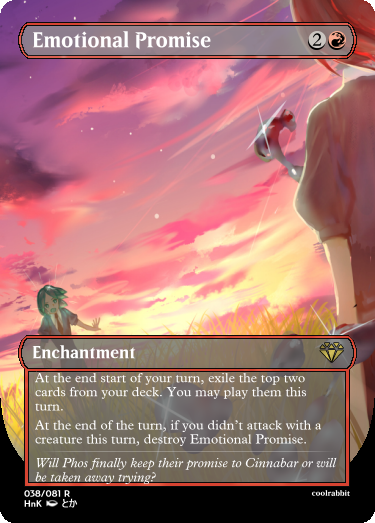 Emotional Promise 2
Enchantment
At the end start of your turn, exile the top two
cards from your deck. You may play them this
turn.
At the end of the turn, if you didn't attack with a
creature this turn, destroy Emotional Promise.
Will Phos finally keep their promise to Cinnabar or will
be taken away trying?
038/081 R
HnK とか coolrabbit